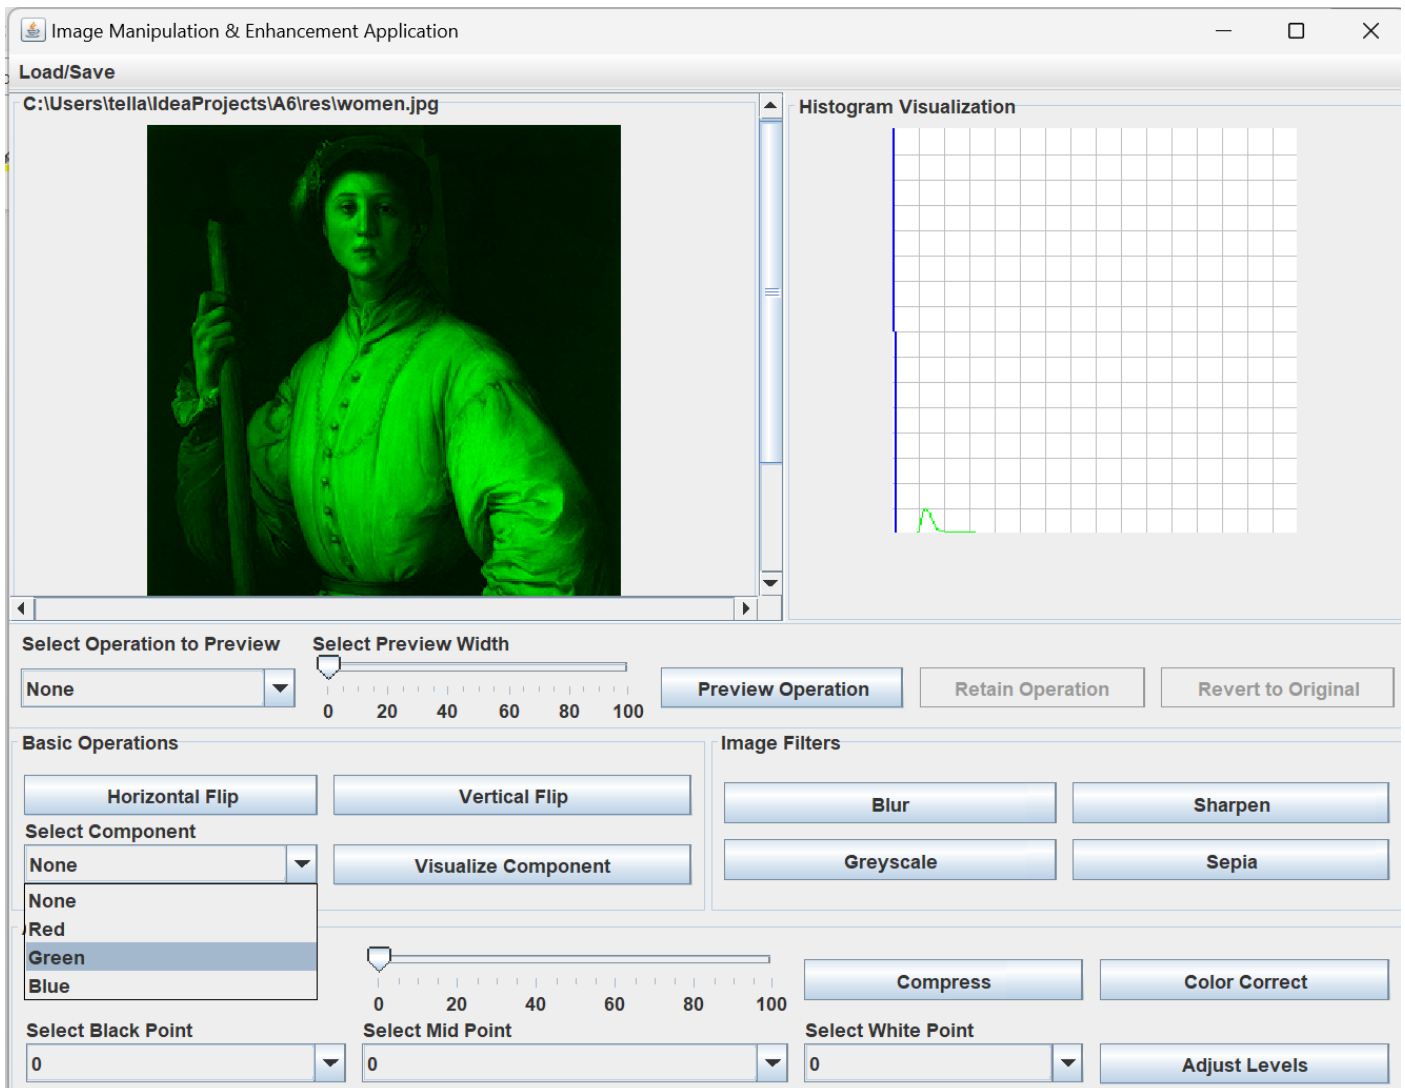 Image Manipulation & Enhancement Application
Load/Save
C:\Users\tella\IdeaProjects\A6\res\women.jpg
Histogram Visualization
Select Operation to Preview
Select Preview Width
None
0 20 40 60 80 100
Preview Operation
Retain Operation
Revert to Original
Basic Operations
Image Filters
Horizontal Flip
Vertical Flip
Blur
Sharpen
Select Component
None
Visualize Component
Greyscale
Sepia
None
Red
Green
Blue
0 20 40 60 80 100
Compress
Color Correct
Select Black Point
Select Mid Point
Select White Point
0
0
0
Adjust Levels